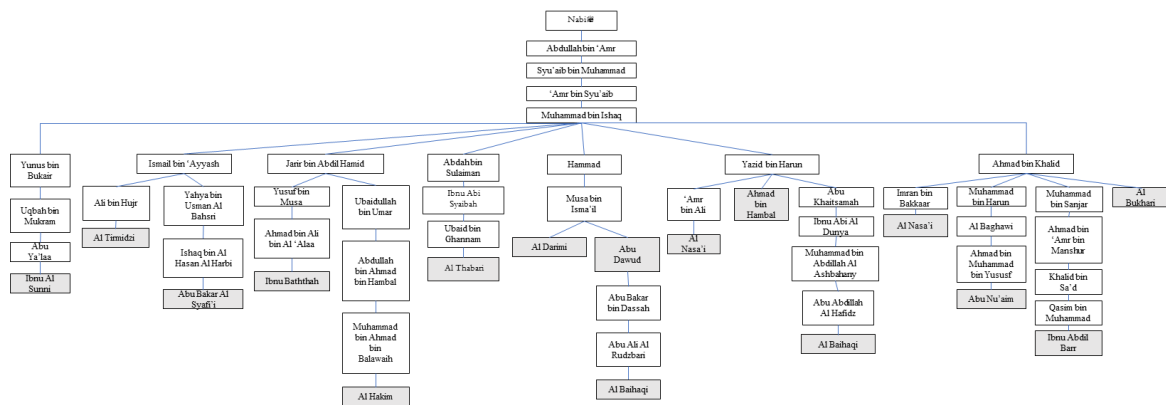 Nabi ﷺ
Abdullah bin ‘Amr
Syu’aib bin Muhammad
‘Amr bin Syu’aib
Muhammad bin Ishaq
Yunus bin
Bukair
Uqbah bin
Mukram
Abu
Ya’laa
Ibnu Al
Sunni
Ismail bin ‘Ayyash
Ali bin Hujr
Al Tirmidzi
Yahya bin
Usman Al
Bahsri
Ishaq bin Al
Hasan Al Harbi
Abu Bakar Al
Syafi’i
Jarir bin Abdil Hamid
Yusuf bin
Musa
Ahmad bin Ali
bin Al ‘Alaa
Ibnu Baththah
Ubaidullah
bin Umar
Abdullah
bin Ahmad
bin Hambal
Muhammad
bin Ahmad
bin
Balawaih
Al Hakim
Abdah bin
Sulaiman
Ibnu Abi
Syaibah
Ubaid bin
Ghannam
Al Thabari
Hammad
Musa bin
Isma’il
Al Darimi
Abu
Dawud
Abu Bakar
bin Dassah
Abu Ali Al
Rudzbari
Al Baihaqi
Yazid bin Harun
‘Amr
bin Ali
Al
Nasa’i
Ahmad
bin
Hambal
Abu
Khaitsamah
Ibnu Abi Al
Dunya
Muhammad bin
Abdillah Al
Ashbahany
Abu Abdillah
Al Hafidz
Al Baihaqi
Ahmad bin Khalid
Imran bin
Bakkaar
Al Nasa’i
Muhammad
bin Harun
Al Baghawi
Ahmad bin
Muhammad
bin Yususf
Abu Nu’aim
Muhammad
bin Sanjar
Ahmad bin
‘Amr bin
Manshur
Khalid bin
Sa’d
Qasim bin
Muhammad
Ibnu Abdil
Barr
Al
Bukhari